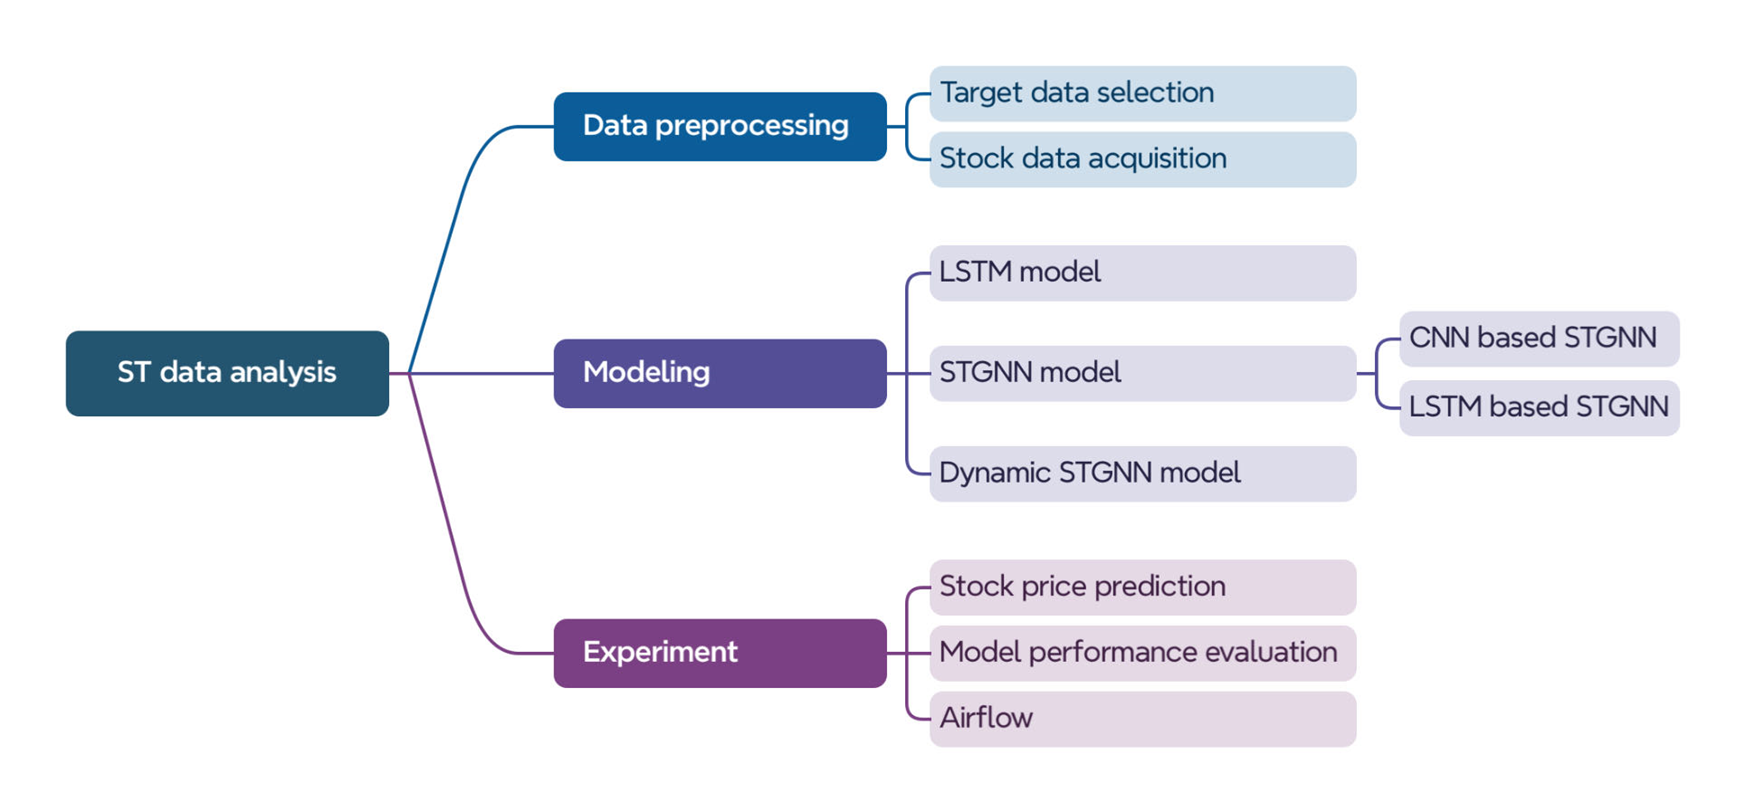 ST data analysis
Data preprocessing
Target data selection
Stock data acquisition
Modeling
LSTM model
STGNN model
CNN based STGNN
LSTM based STGNN
Dynamic STGNN model
Experiment
Stock price prediction
Model performance evaluation
Airflow